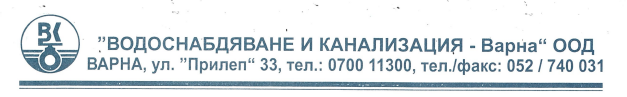 ВК
”ВОДОСНАБДЯВАНЕ И КАНАЛИЗАЦИЯ - Варна“ ООД
ВАРНА, ул. ”Прилеп“ 33, тел.: 0700 11300, тел./факс: 052 / 740 031